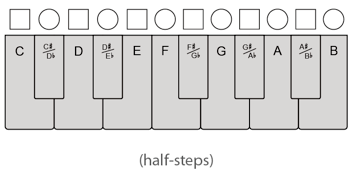 C C♯/D♭ D D♯/E♭ E F F♯/G♭ G G♯/A♭ A A♯/B♭ B
(half-steps)